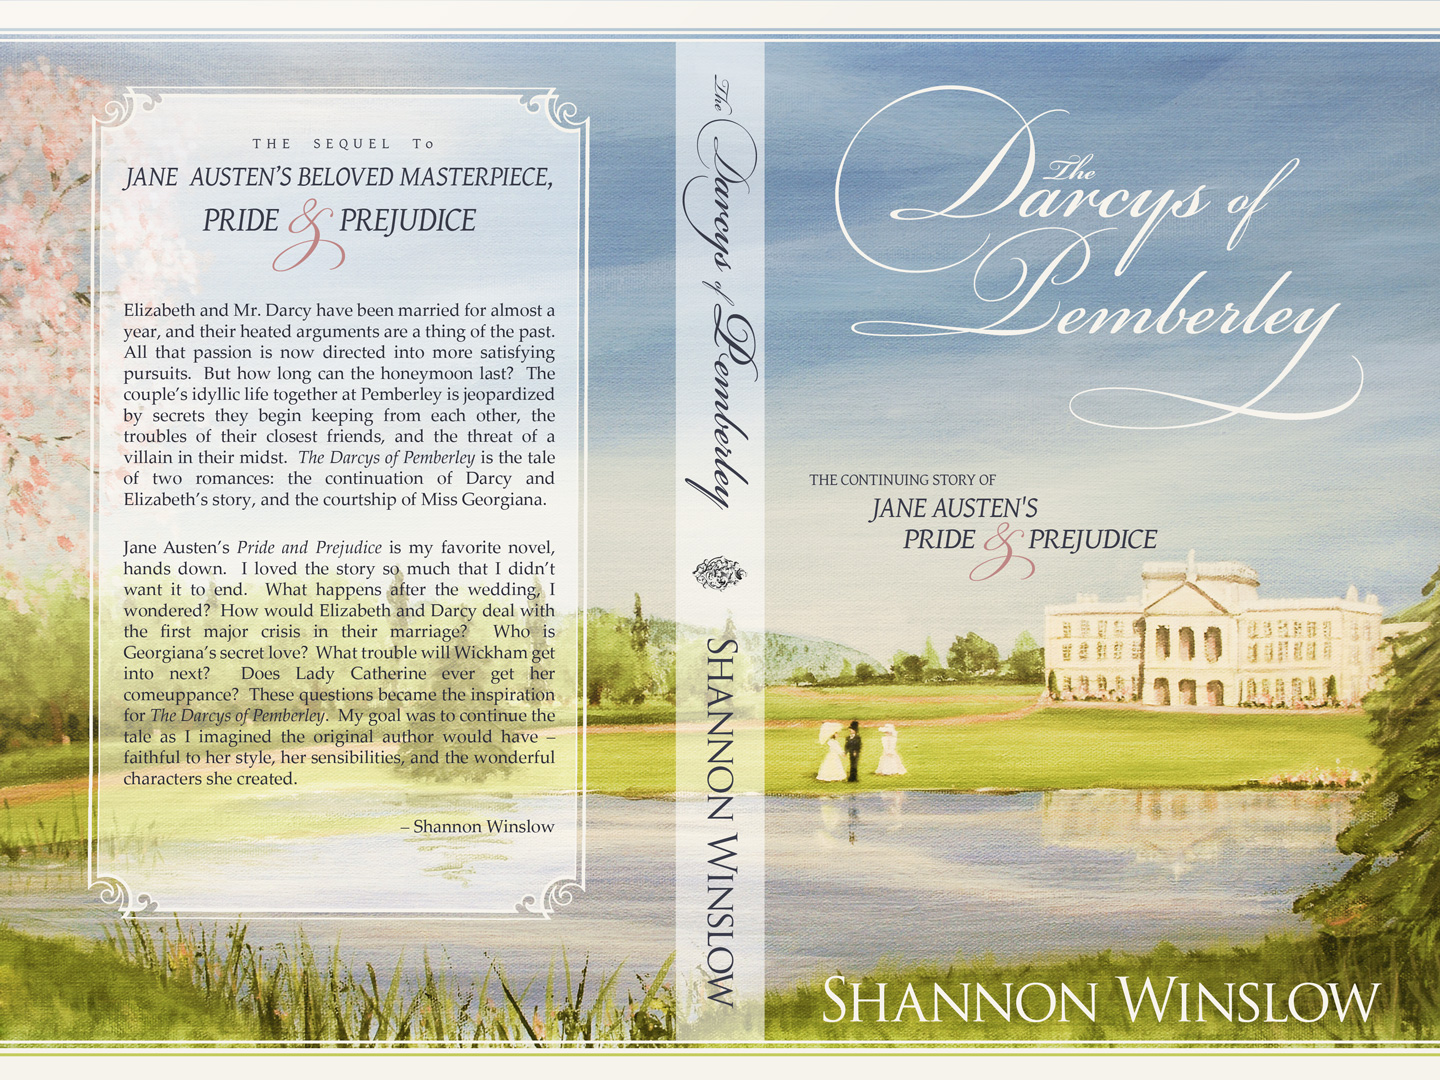 THE SEQUEL To
JANE AUSTEN'S BELOVED MASTERPIECE,
PRIDE & PREJUDICE
Elizabeth and Mr. Darcy have been married for almost a
year, and their heated arguments are a thing of the past.
All that passion is now directed into more satisfying
pursuits. But how long can the honeymoon last? The
couple's idyllic life together at Pemberley is jeopardized
by secrets they begin keeping from each other, the
troubles of their closest friends, and the threat of a
villain in their midst. The Darcys of Pemberley is the tale
of two romances: the continuation of Darcy and
Elizabeth's story, and the courtship of Miss Georgiana.
Jane Austen's Pride and Prejudice is my favorite novel,
hands down. I loved the story so much that I didn't
want it to end. What happens after the wedding, I
wondered? How would Elizabeth and Darcy deal with
the first major crisis in their marriage? Who is
Georgiana's secret love? What trouble will Wickham get
into next? Does Lady Catherine ever get her
comeuppance? These questions became the inspiration
for The Darcys of Pemberley. My goal was to continue the
tale as I imagined the original author would have –
faithful to her style, her sensibilities, and the wonderful
characters she created.
– Shannon Winslow
The Darcys of Pemberley
SHANNON WINSLOW
The
Darcys of
Pemberley
THE CONTINUING STORY OF
JANE AUSTEN'S
PRIDE & PREJUDICE
SHANNON WINSLOW